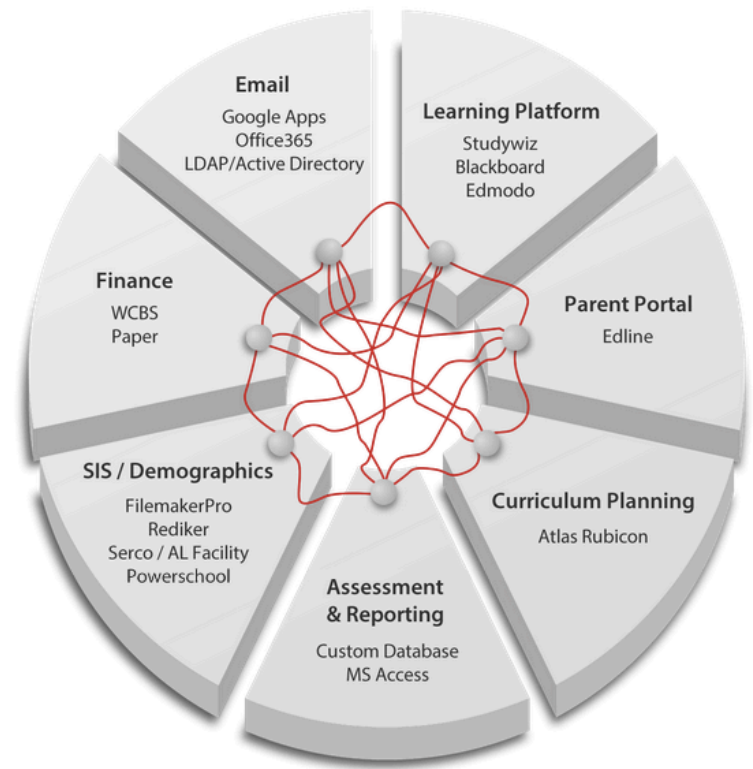 Email
Google Apps
Office365
LDAP/Active Directory
Learning Platform
Studywiz
Blackboard
Edmodo
Parent Portal
Edline
Curriculum Planning
Atlas Rubicon
Assessment
& Reporting
Custom Database
MS Access
SIS / Demographics
FilemakerPro
Rediker
Serco / AL Facility
Powerschool
Finance
WCBS
Paper